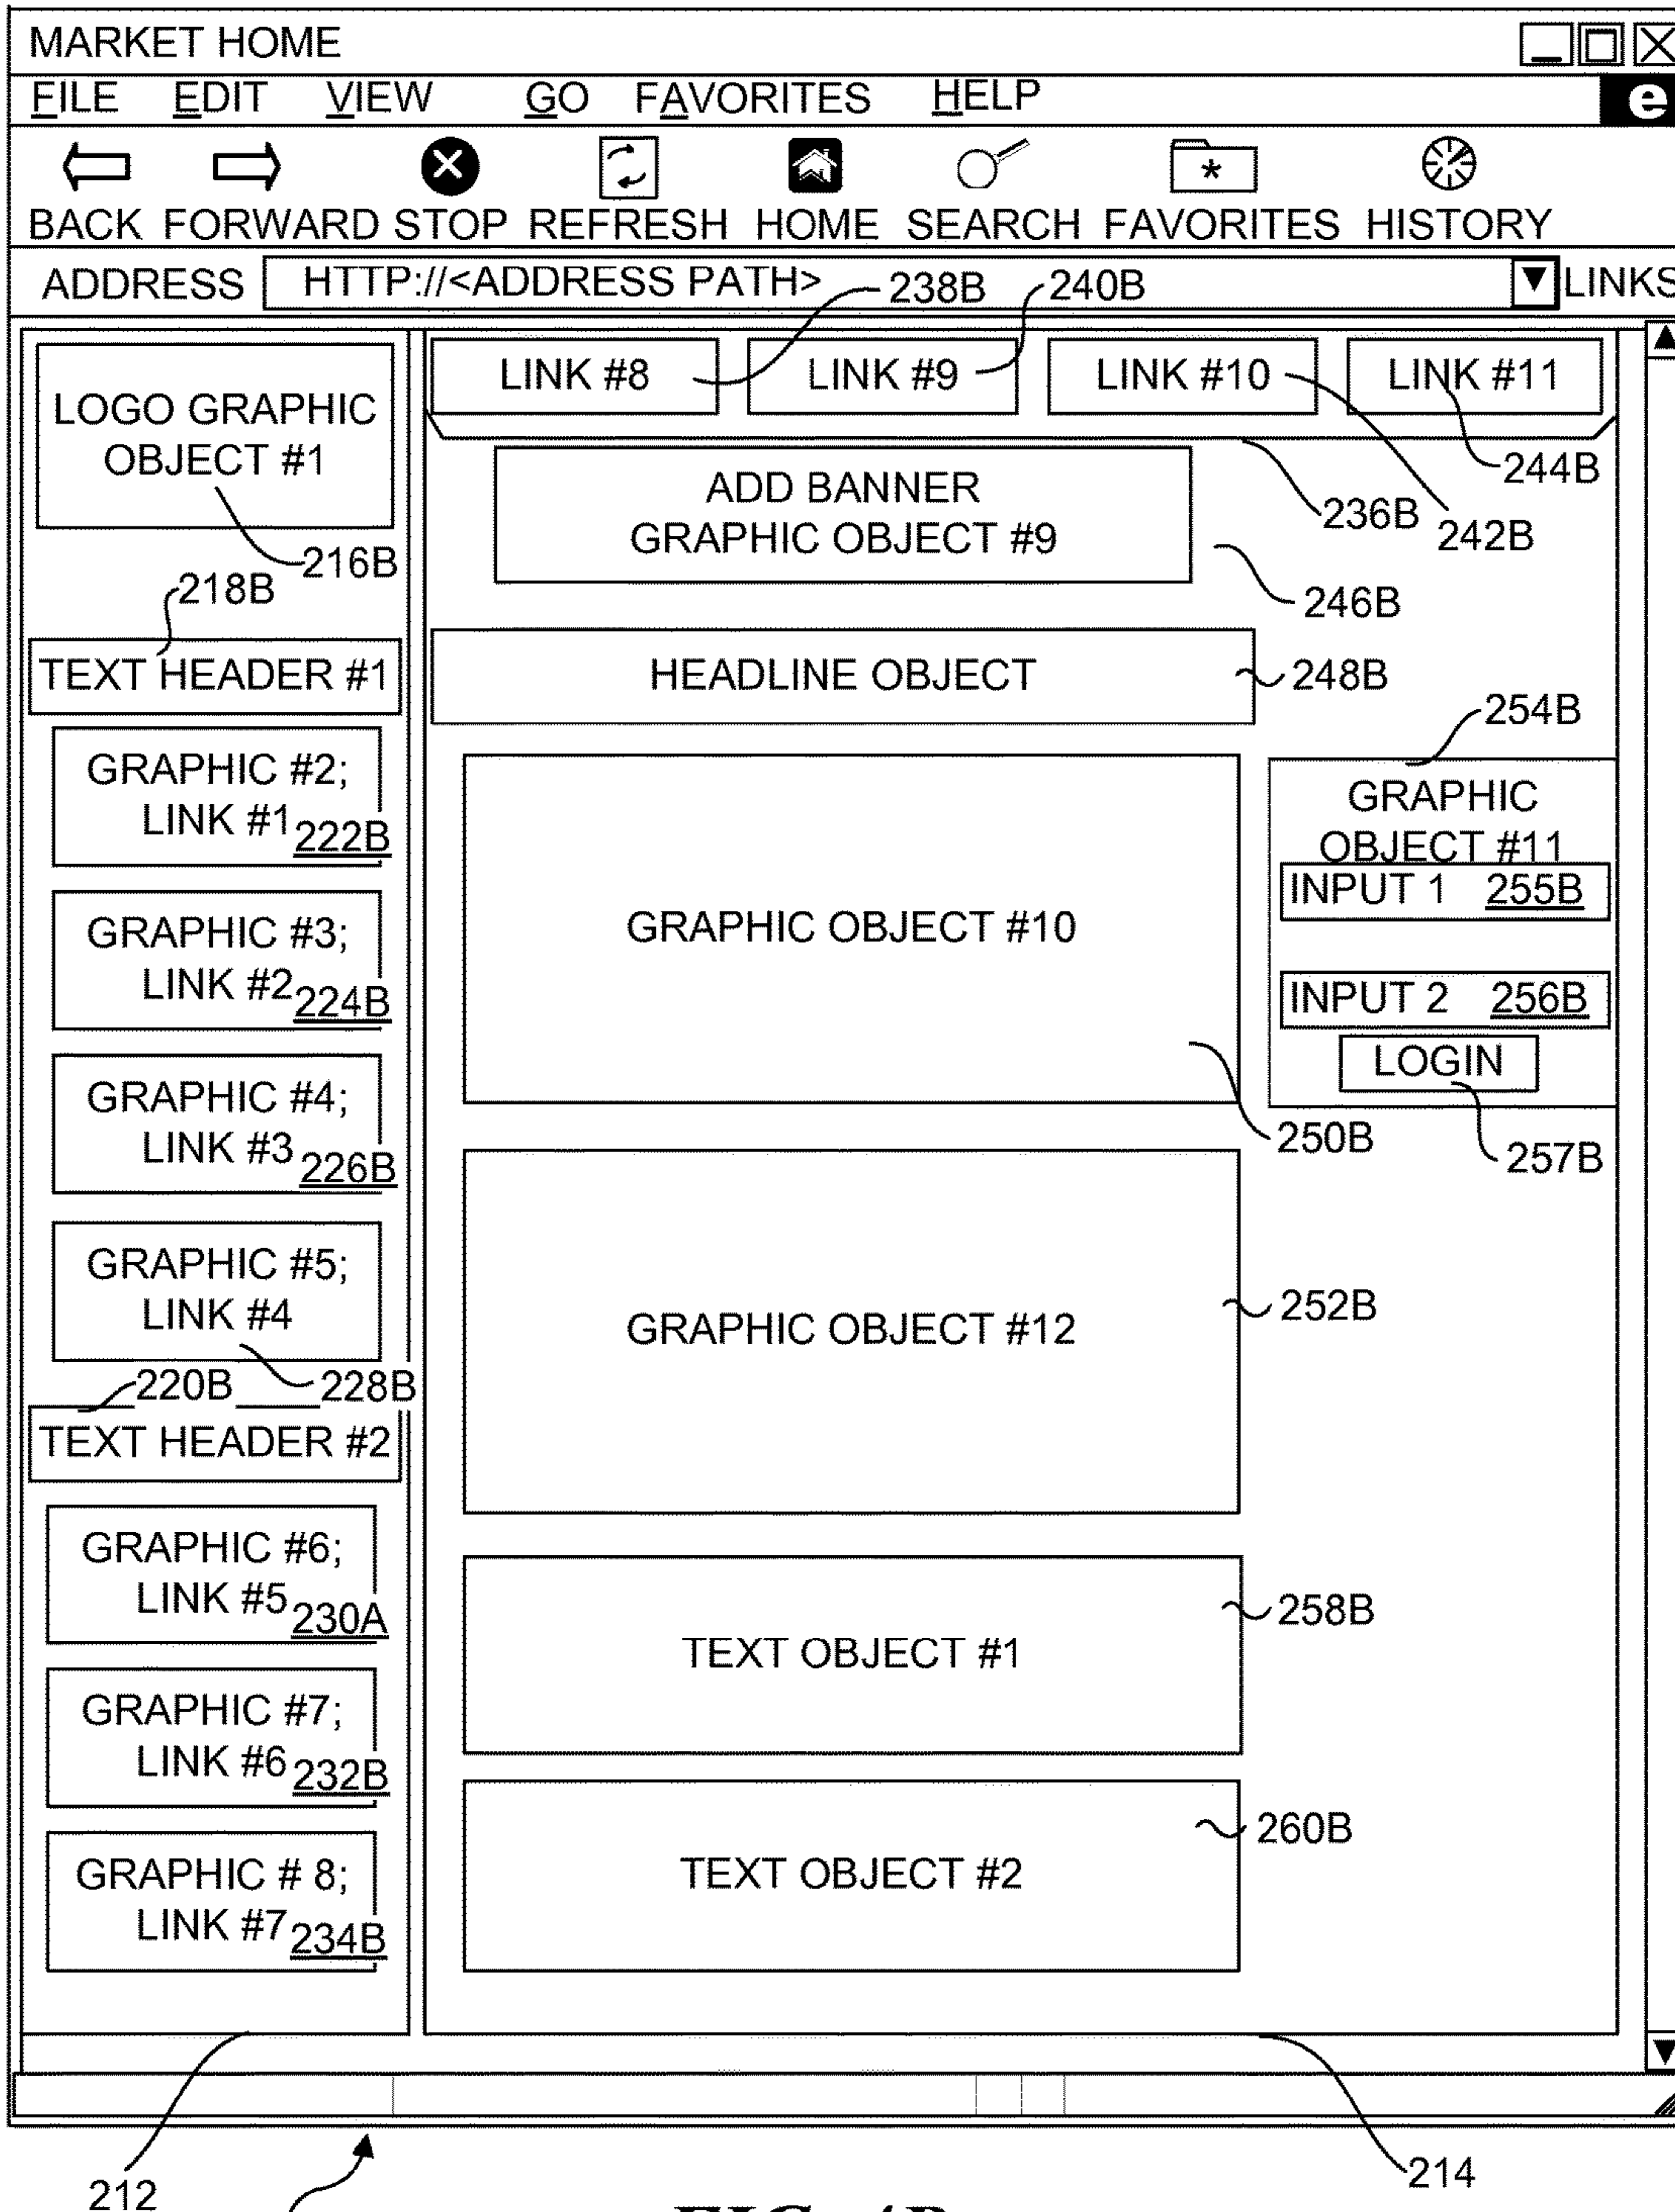 MARKET HOME
FILE EDIT VIEW GO FAVORITES HELP
e
BACK FORWARD STOP REFRESH HOME SEARCH FAVORITES HISTORY
ADDRESS HTTP://<ADDRESS PATH> LINKS
238B 240B
LOGO GRAPHIC
OBJECT #1
216B
218B
TEXT HEADER #1
GRAPHIC #2;
LINK #1 222B
GRAPHIC #3;
LINK #2 224B
GRAPHIC #4;
LINK #3 226B
GRAPHIC #5;
LINK #4
220B 228B
TEXT HEADER #2
GRAPHIC #6;
LINK #5 230A
GRAPHIC #7;
LINK #6 232B
GRAPHIC # 8;
LINK #7 234B
LINK #8 LINK #9 LINK #10 LINK #11
244B
236B 242B
ADD BANNER
GRAPHIC OBJECT #9
246B
HEADLINE OBJECT 248B
254B
GRAPHIC OBJECT #10
250B
GRAPHIC
OBJECT #11
INPUT 1 255B
INPUT 2 256B
LOGIN
257B
GRAPHIC OBJECT #12
252B
TEXT OBJECT #1
258B
TEXT OBJECT #2
260B
212
214